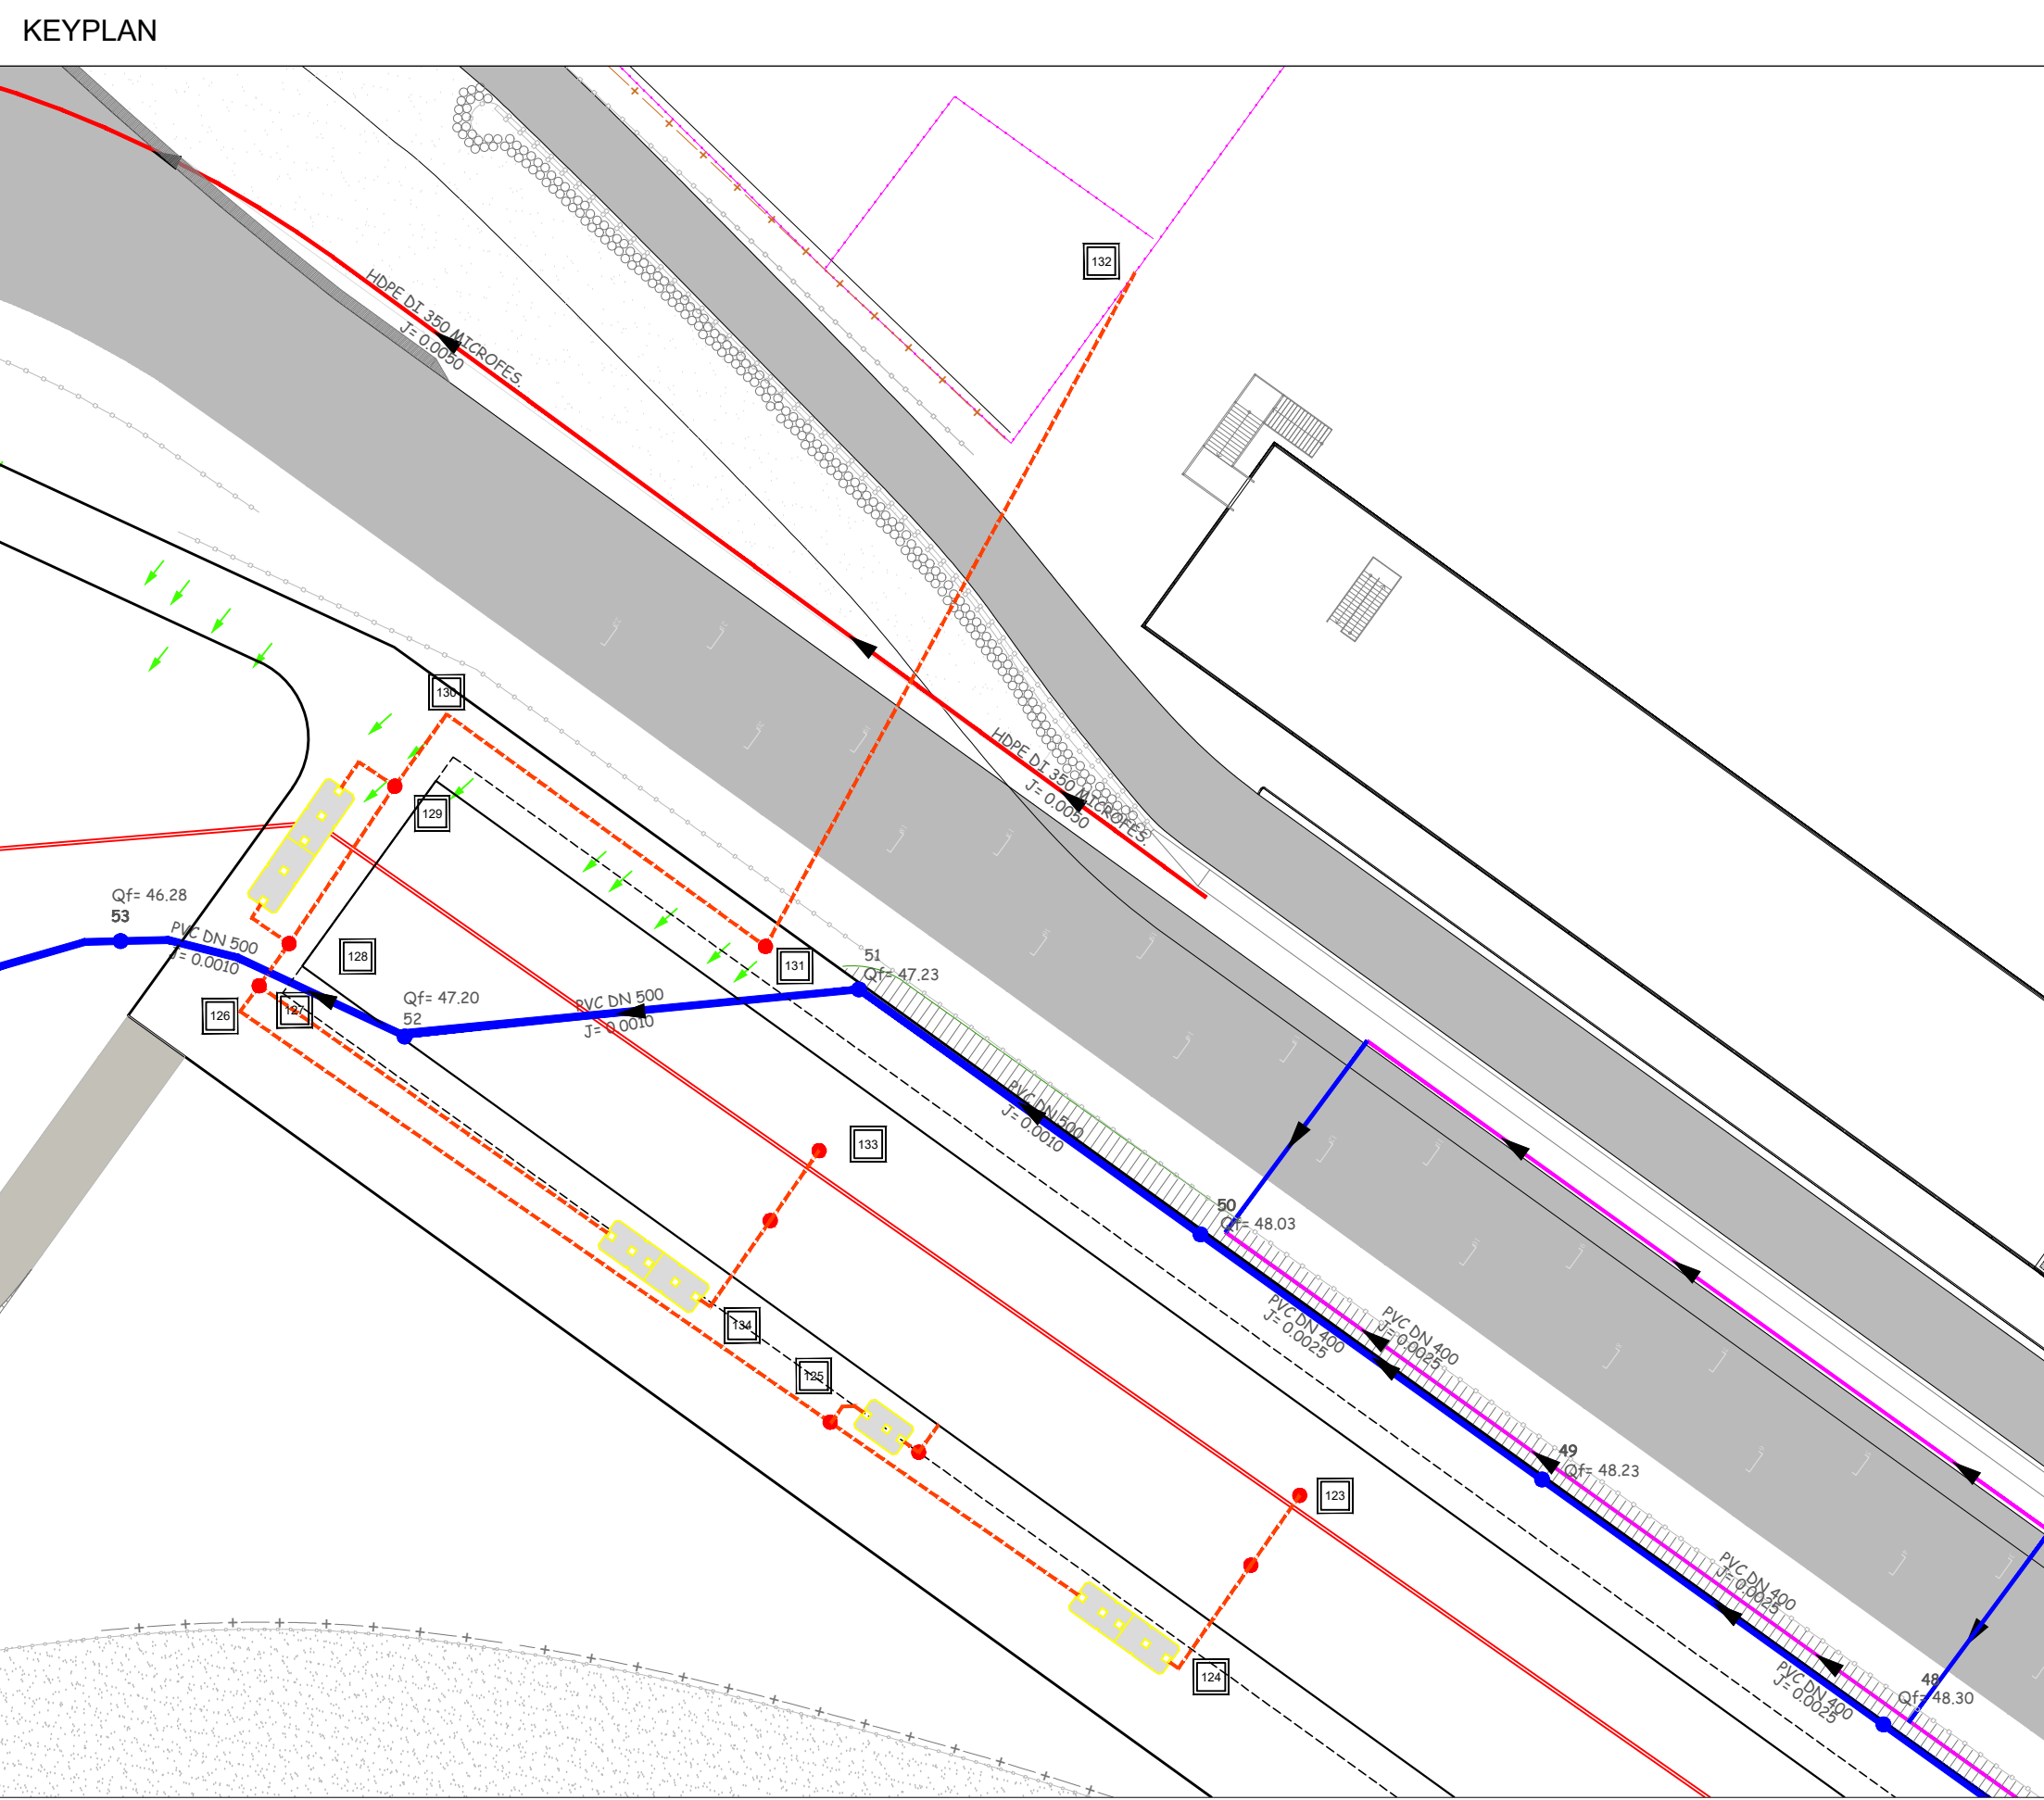 KEYPLAN
132
HDPE DI 350 MICROFES.
J= 0.0050
130
129
HDPE DI 350 MICROFES.
J= 0.0050
Qf= 46.28
53
PVC DN 500
J= 0.0010
128
131
51
Qf= 47.23
Qf= 47.20
52
PVC DN 500
J= 0.0010
126
127
PVC DN 500
J= 0.0010
133
50
Qf= 48.03
134
PVC DN 400
J= 0.0025
PVC DN 400
J= 0.0025
125
49
Qf= 48.23
123
PVC DN 400
J= 0.0025
124
PVC DN 400
J= 0.0025
48
Qf= 48.30